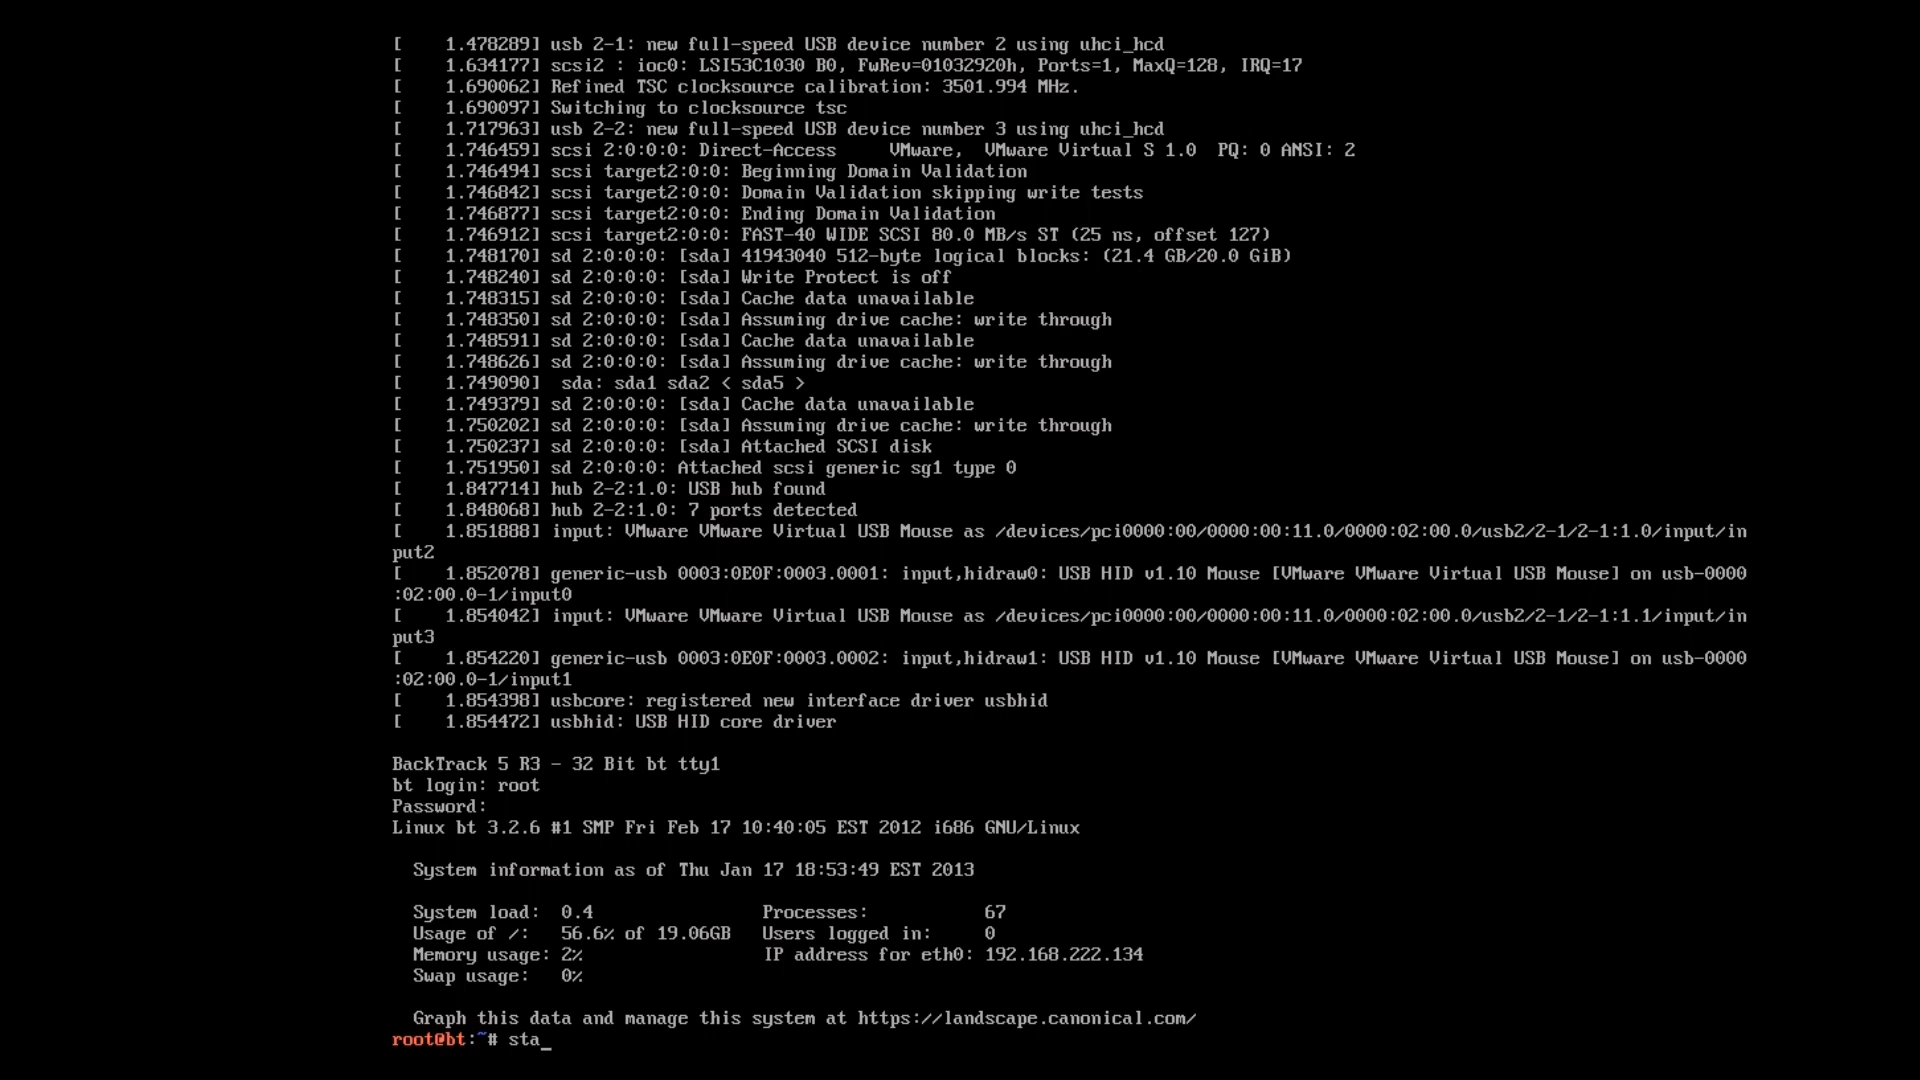 [    1.478289] usb 2-1: new full-speed USB device number 2 using uhci_hcd
[    1.634177] scsi2 : ioc0: LSI53C1030 B0, FwRev=01032920h, Ports=1, MaxQ=128, IRQ=17
[    1.690062] Refined TSC clocksource calibration: 3501.994 MHz.
[    1.690097] Switching to clocksource tsc
[    1.717963] usb 2-2: new full-speed USB device number 3 using uhci_hcd
[    1.746459] scsi 2:0:0:0: Direct-Access     VMware,  VMware Virtual S 1.0  PQ: 0 ANSI: 2
[    1.746494] scsi target2:0:0: Beginning Domain Validation
[    1.746842] scsi target2:0:0: Domain Validation skipping write tests
[    1.746877] scsi target2:0:0: Ending Domain Validation
[    1.746912] scsi target2:0:0: FAST-40 WIDE SCSI 80.0 MB/s ST (25 ns, offset 127)
[    1.748170] sd 2:0:0:0: [sda] 41943040 512-byte logical blocks: (21.4 GB/20.0 GiB)
[    1.748240] sd 2:0:0:0: [sda] Write Protect is off
[    1.748315] sd 2:0:0:0: [sda] Cache data unavailable
[    1.748350] sd 2:0:0:0: [sda] Assuming drive cache: write through
[    1.748591] sd 2:0:0:0: [sda] Cache data unavailable
[    1.748626] sd 2:0:0:0: [sda] Assuming drive cache: write through
[    1.749090]  sda: sda1 sda2 < sda5 >
[    1.749379] sd 2:0:0:0: [sda] Cache data unavailable
[    1.750202] sd 2:0:0:0: [sda] Assuming drive cache: write through
[    1.750237] sd 2:0:0:0: [sda] Attached SCSI disk
[    1.751950] sd 2:0:0:0: Attached scsi generic sg1 type 0
[    1.847714] hub 2-2:1.0: USB hub found
[    1.848068] hub 2-2:1.0: 7 ports detected
[    1.851888] input: VMware VMware Virtual USB Mouse as /devices/pci0000:00/0000:00:11.0/0000:02:00.0/usb2/2-1/2-1:1.0/input/in
put2
[    1.852078] generic-usb 0003:0E0F:0003.0001: input,hidraw0: USB HID v1.10 Mouse [VMware VMware Virtual USB Mouse] on usb-0000
:02:00.0-1/input0
[    1.854042] input: VMware VMware Virtual USB Mouse as /devices/pci0000:00/0000:00:11.0/0000:02:00.0/usb2/2-1/2-1:1.1/input/in
put3
[    1.854220] generic-usb 0003:0E0F:0003.0002: input,hidraw1: USB HID v1.10 Mouse [VMware VMware Virtual USB Mouse] on usb-0000
:02:00.0-1/input1
[    1.854398] usbcore: registered new interface driver usbhid
[    1.854472] usbhid: USB HID core driver

BackTrack 5 R3 - 32 Bit bt tty1
bt login: root
Password:
Linux bt 3.2.6 #1 SMP Fri Feb 17 10:40:05 EST 2012 i686 GNU/Linux

  System information as of Thu Jan 17 18:53:49 EST 2013

  System load:  0.4                Processes:           67
  Usage of /:   56.6% of 19.06GB   Users logged in:     0
  Memory usage: 2%                 IP address for eth0: 192.168.222.134
  Swap usage:   0%

  Graph this data and manage this system at https://landscape.canonical.com/
root@bt:~# sta_